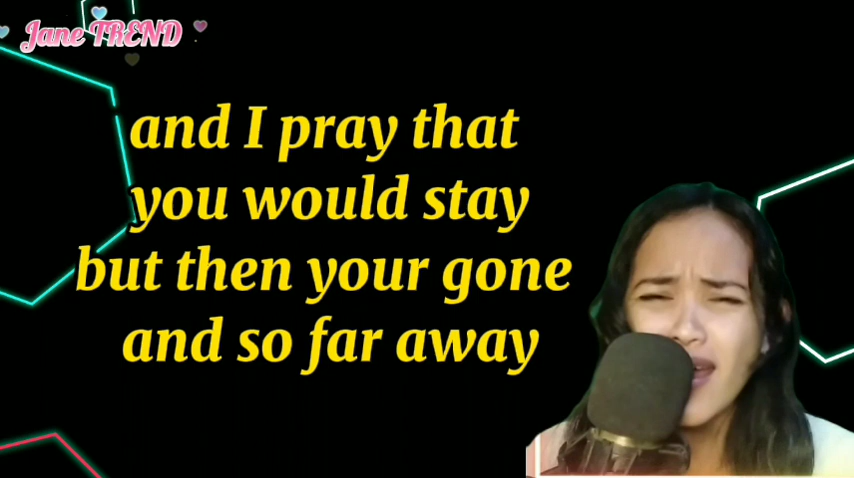 Jane TREND
and I pray that
you would stay
but then your gone
and so far away